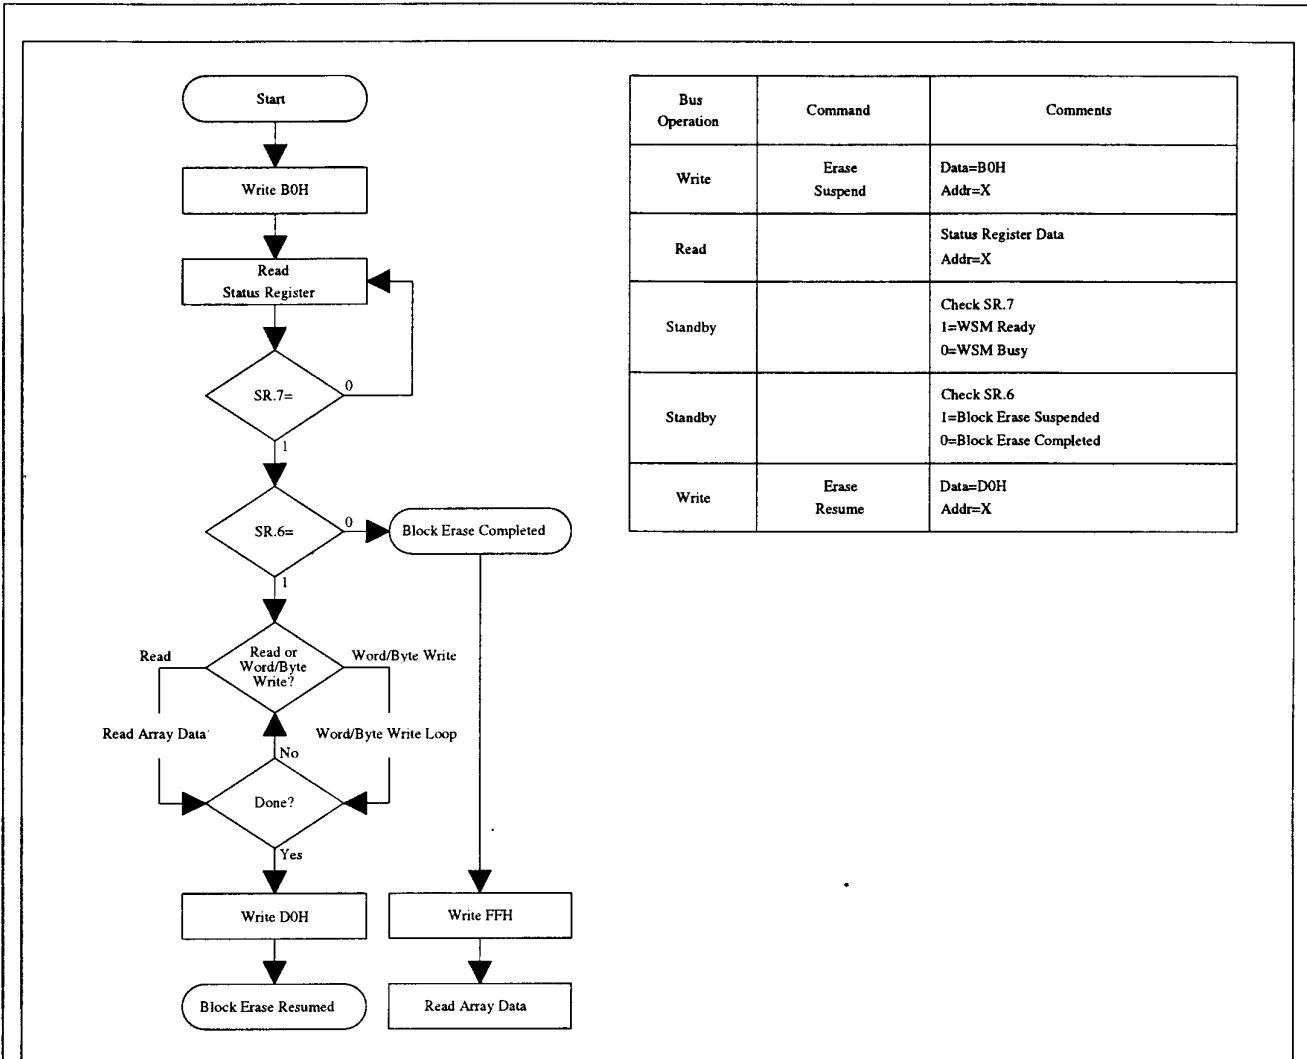 Start
Write B0H
Read
Status Register
SR.7=
0
1
SR.6=
0
Block Erase Completed
1
Read or
Word/Byte
Write?
Read
Word/Byte Write
Read Array Data
Word/Byte Write Loop
No
Done?
Yes
Write D0H
Write FFH
Block Erase Resumed
Read Array Data
Bus
Operation
Command
Comments
Write
Erase
Suspend
Data=B0H
Addr=X
Read
Status Register Data
Addr=X
Standby
Check SR.7
1=WSM Ready
0=WSM Busy
Standby
Check SR.6
1=Block Erase Suspended
0=Block Erase Completed
Write
Erase
Resume
Data=D0H
Addr=X